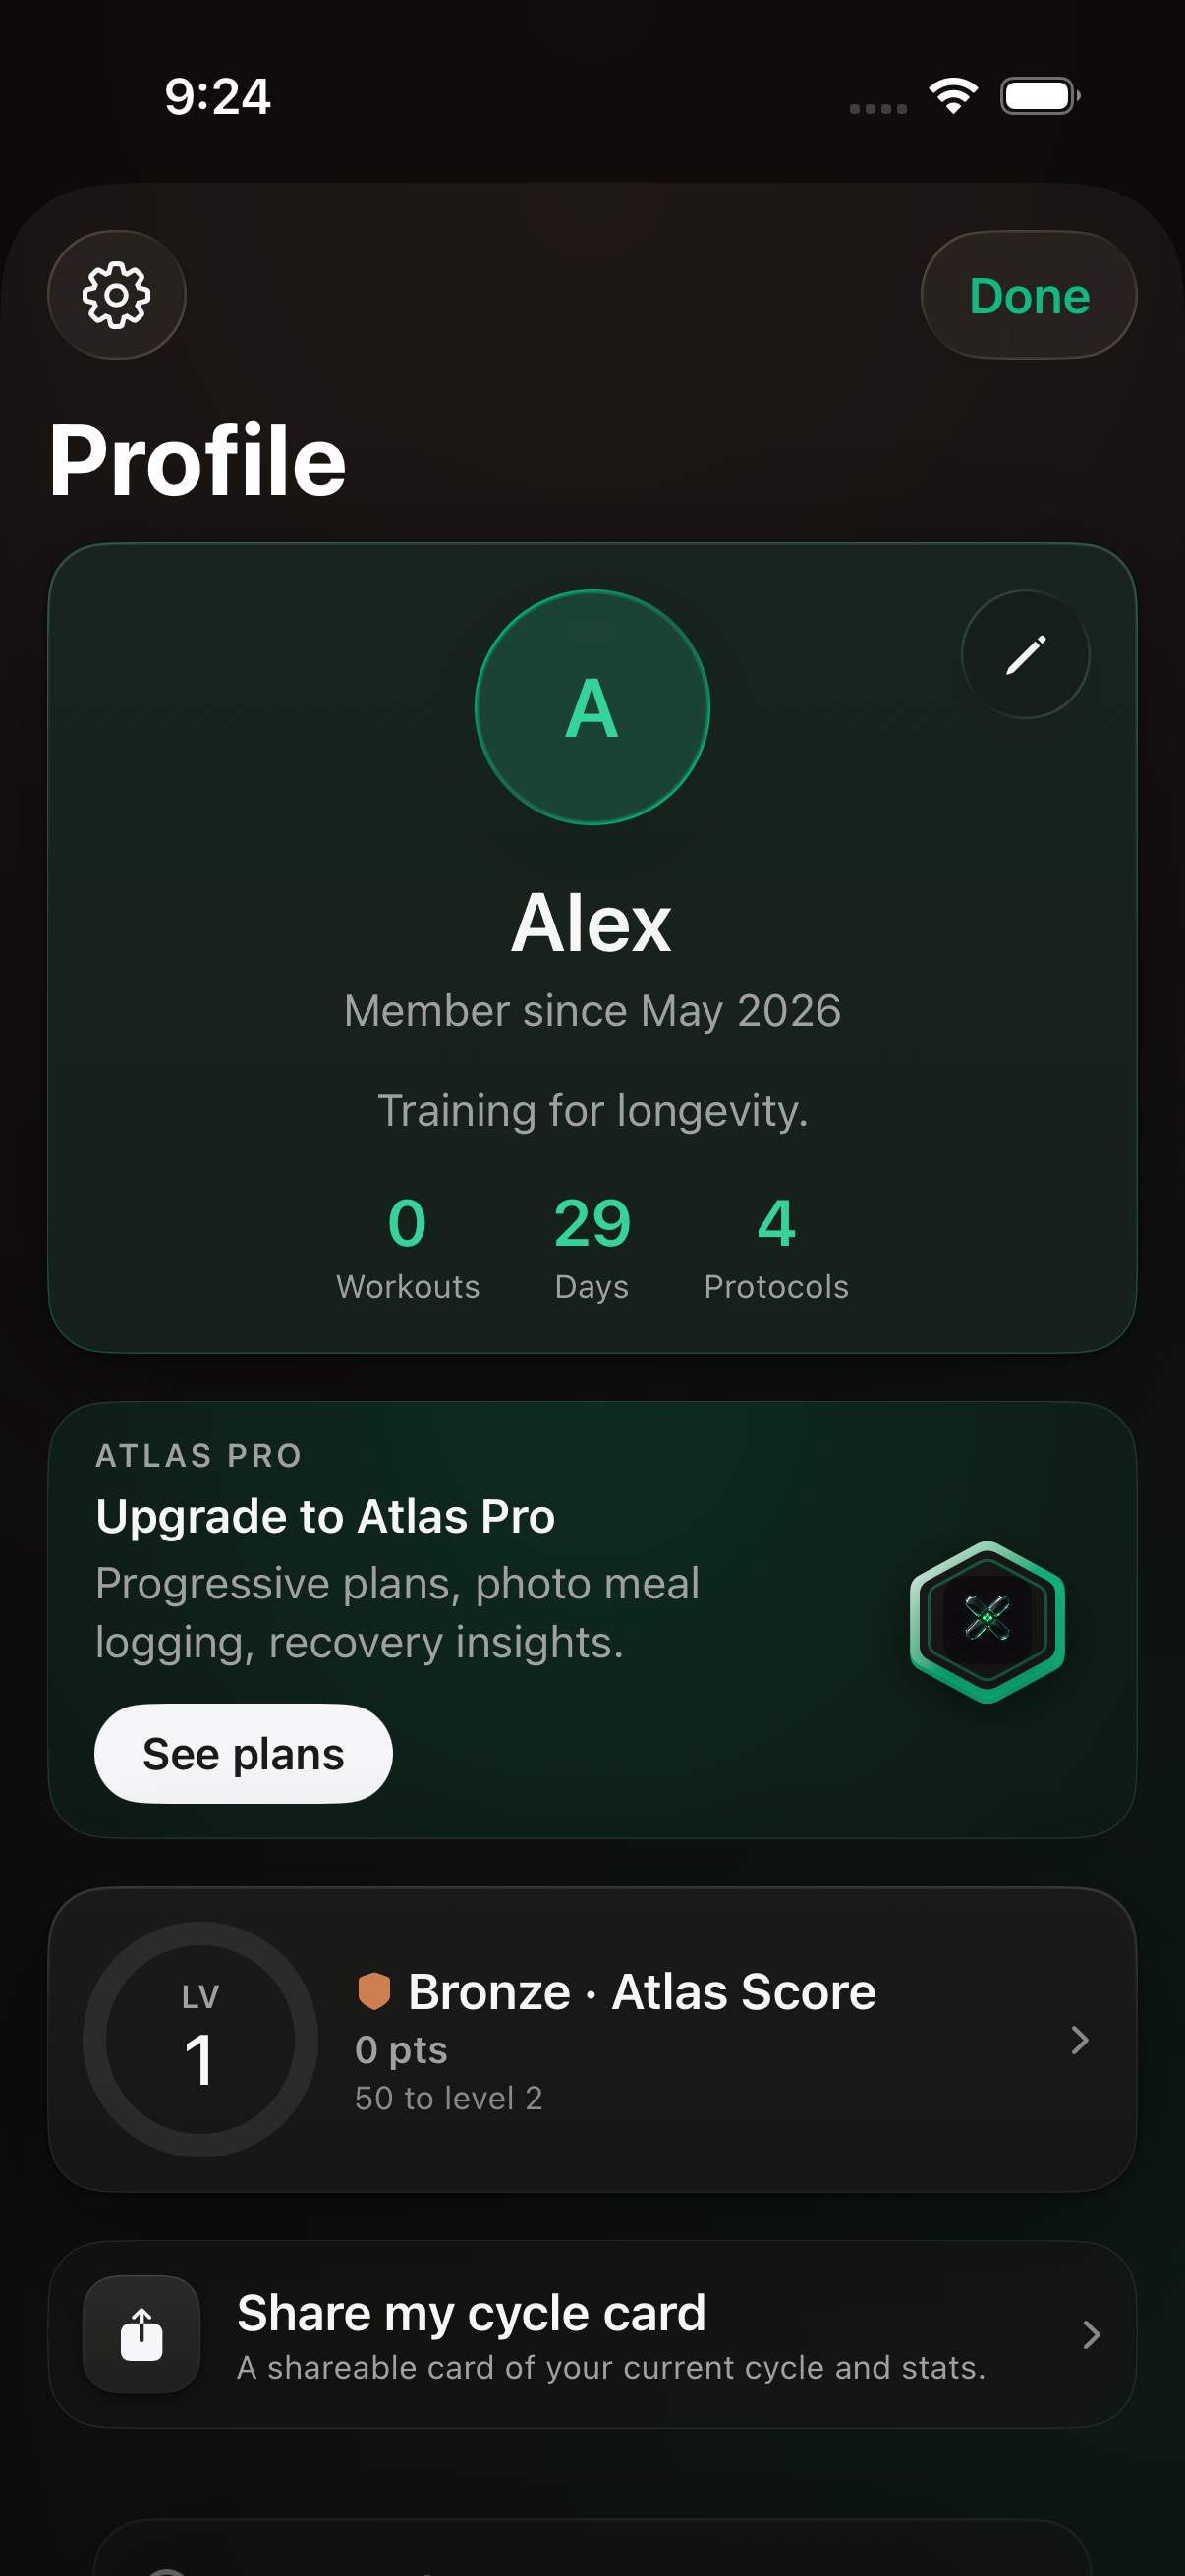 9:24
Done
Profile
A
Alex
Member since May 2026
Training for longevity.
0 29 4
Workouts Days Protocols
ATLAS PRO
Upgrade to Atlas Pro
Progressive plans, photo meal
logging, recovery insights.
See plans
LV
1
Bronze · Atlas Score
0 pts
50 to level 2
Share my cycle card
A shareable card of your current cycle and stats.